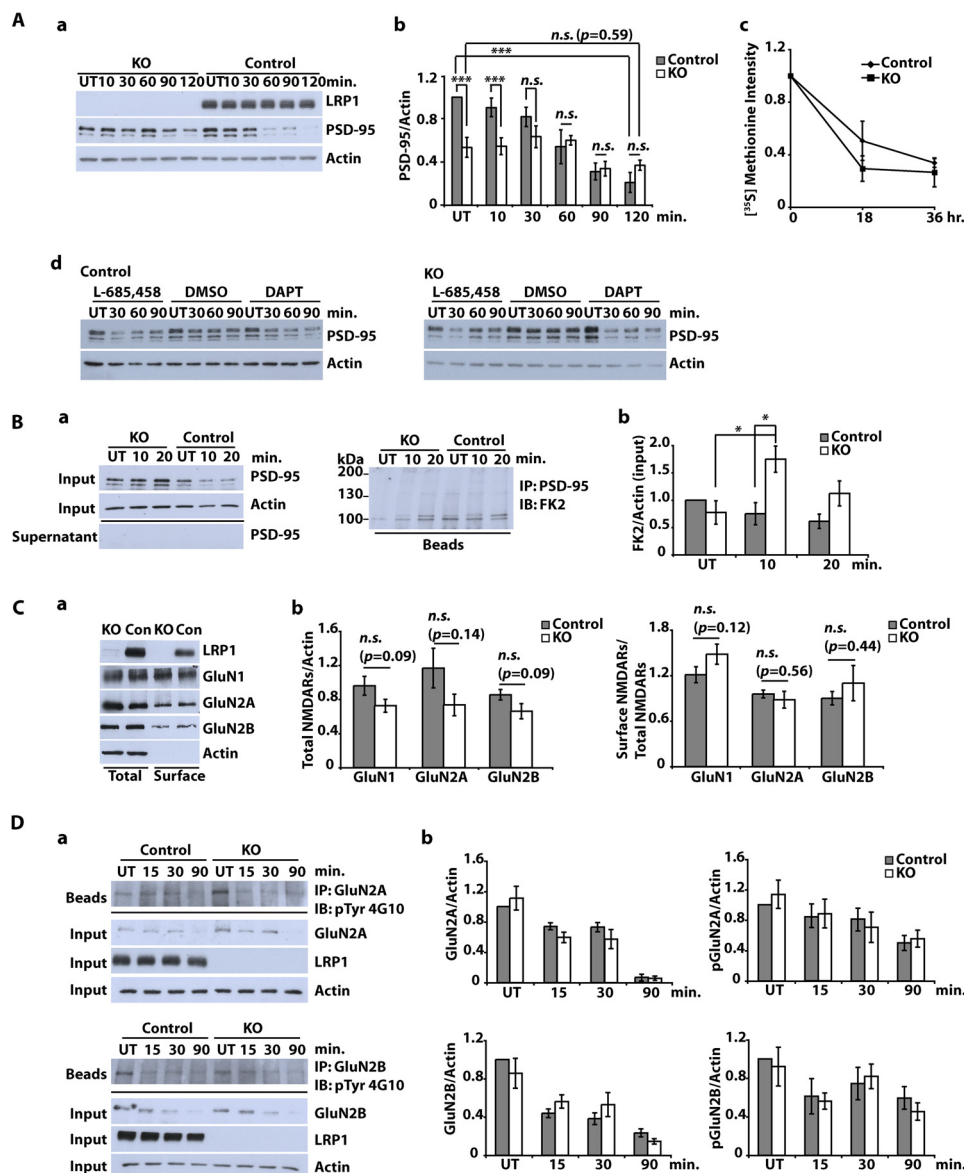 A
a
KO Control
UT 10 30 60 90 120 UT 10 30 60 90 120 min.
LRP1
PSD-95
Actin
b
n.s. (p=0.59)
***
*** *** n.s.
n.s.
n.s. n.s.
Control
KO
PSD-95/Actin
1.2
0.8
0.4
0
UT 10 30 60 90 120 min.
c
Control
KO
[35S] Methionine Intensity
1.2
0.8
0.4
0
0 18 36 hr.
d
Control
L-685,458 DMSO DAPT
UT 30 60 90 UT 30 60 90 UT 30 60 90 min.
PSD-95
Actin
KO
L-685,458 DMSO DAPT
UT 30 60 90 UT 30 60 90 UT 30 60 90 min.
PSD-95
Actin
B
a
KO Control
UT 10 20 UT 10 20 min.
Input PSD-95
Input Actin
Supernatant PSD-95
KO Control
kDa UT 10 20 UT 10 20 min.
200
130
100
IP: PSD-95
IB: FK2
Beads
b
* *
Control
KO
FK2/Actin (input)
2.0
1.5
1.0
0.5
0
UT 10 20 min.
C
a
KO Con KO Con
LRP1
GluN1
GluN2A
GluN2B
Actin
Total Surface
b
n.s.
(p=0.09)
n.s.
(p=0.14)
n.s.
(p=0.09)
Control
KO
Total NMDARs/Actin
1.5
1.2
0.9
0.6
0.3
0
GluN1 GluN2A GluN2B
n.s.
(p=0.12)
n.s.
(p=0.56)
n.s.
(p=0.44)
Control
KO
Surface NMDARs/
Total NMDARs
1.8
1.2
0.6
0
GluN1 GluN2A GluN2B
D
a
Control KO
UT 15 30 90 UT 15 30 90 min.
Beads IP: GluN2A
IB: pTyr 4G10
Input GluN2A
Input LRP1
Input Actin
Control KO
UT 15 30 90 UT 15 30 90 min.
Beads IP: GluN2B
IB: pTyr 4G10
Input GluN2B
Input LRP1
Input Actin
b
GluN2A/Actin
1.6
1.2
0.8
0.4
0
UT 15 30 90 min.
Control
KO
pGluN2A/Actin
1.6
1.2
0.8
0.4
0
UT 15 30 90 min.
GluN2B/Actin
1.2
0.8
0.4
0
UT 15 30 90 min.
pGluN2B/Actin
1.2
0.8
0.4
0
UT 15 30 90 min.